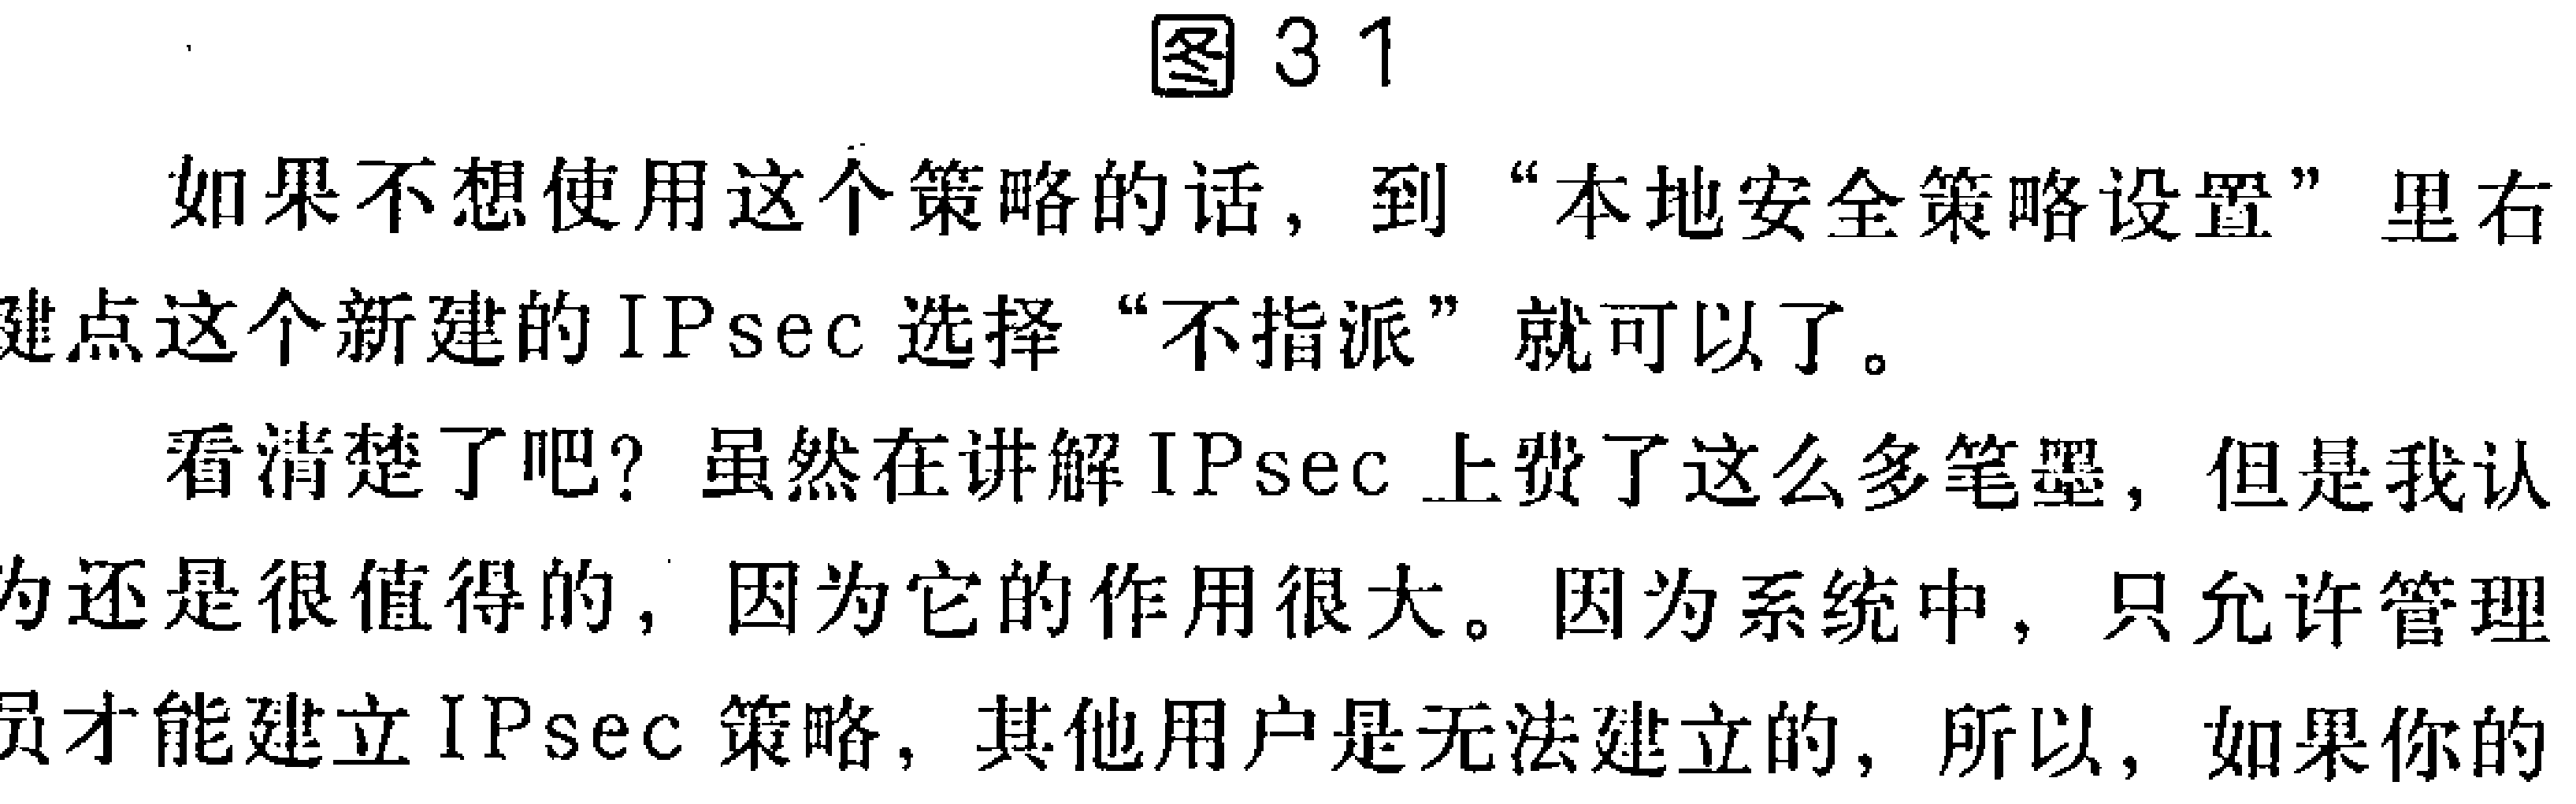 图 31
如果不想使用这个策略的话，到“本地安全策略设置”里右
建点这个新建的IPsec选择“不指派”就可以了。
看清楚了吧？虽然在讲解IPsec上费了这么多笔墨，但是我认
为还是很值得的，因为它的作用很大。因为系统中，只允许管理
员才能建立IPsec策略，其他用户是无法建立的，所以，如果你的